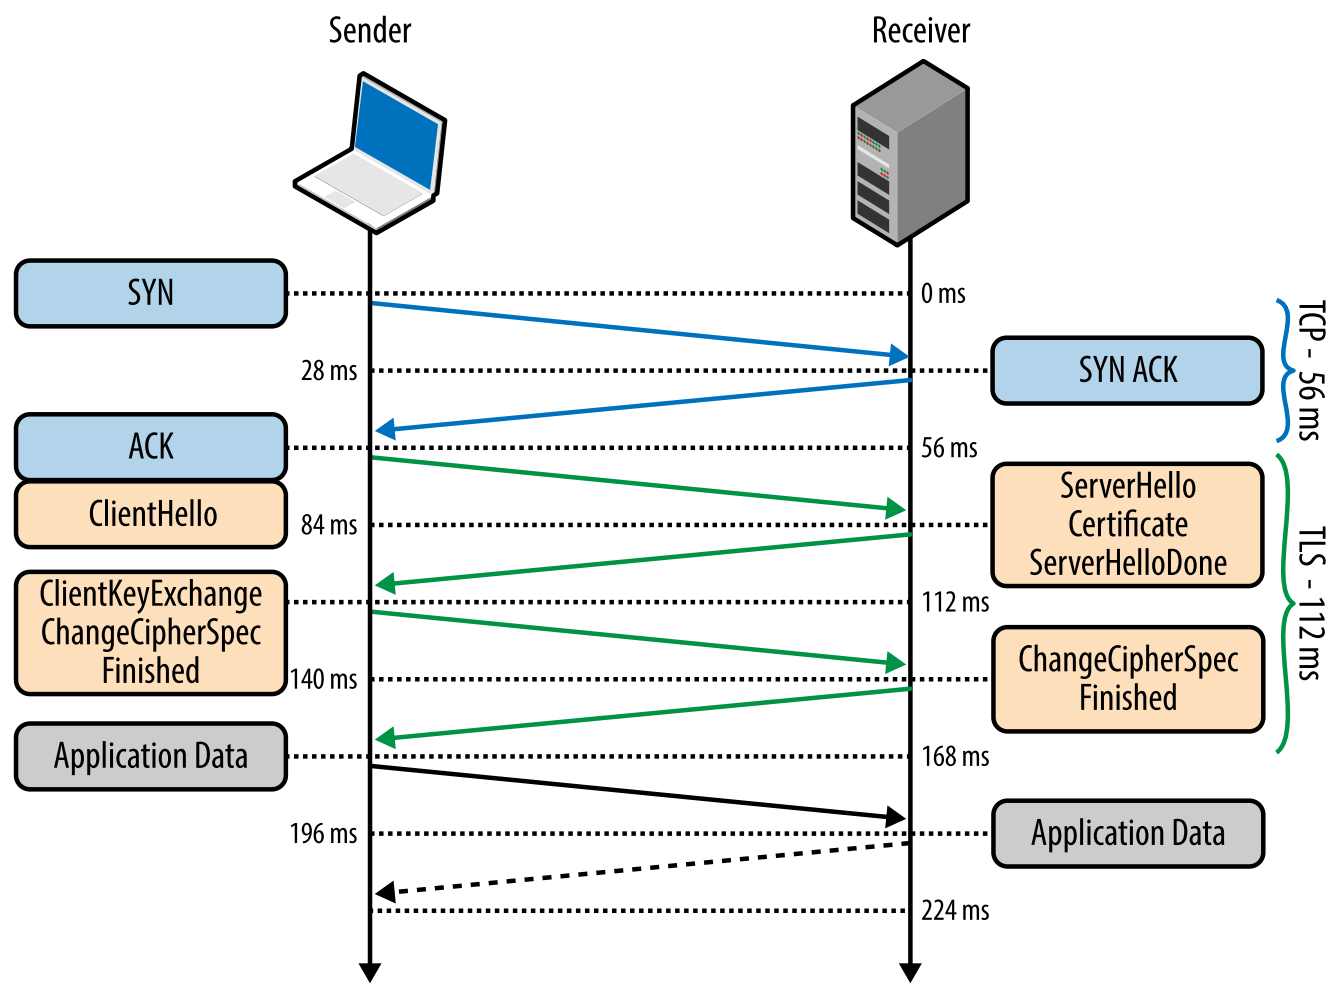 Sender
Receiver
SYN
0 ms
28 ms
SYN ACK
TCP - 56 ms
ACK
56 ms
ClientHello
84 ms
ServerHello
Certificate
ServerHelloDone
ClientKeyExchange
ChangeCipherSpec
Finished
112 ms
TLS - 112 ms
140 ms
ChangeCipherSpec
Finished
Application Data
168 ms
196 ms
Application Data
224 ms